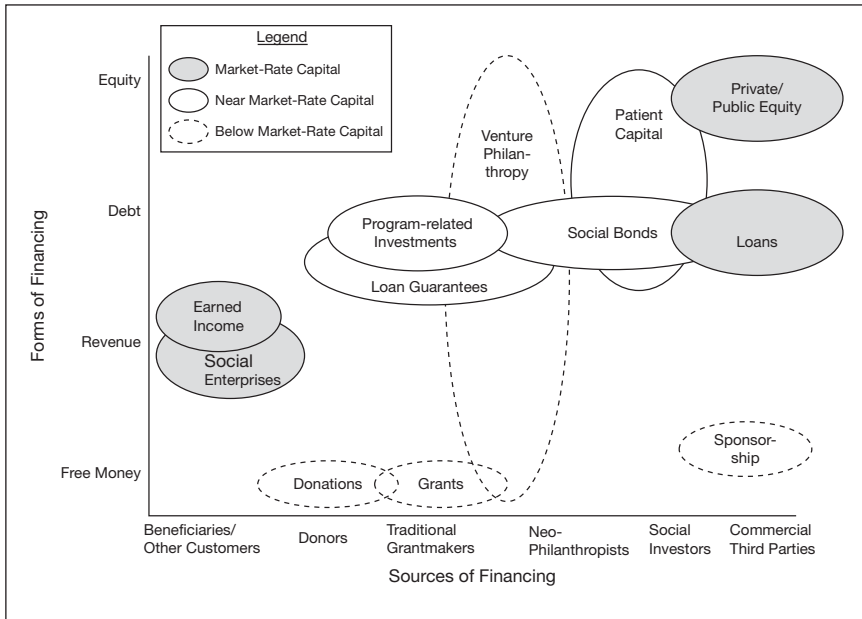 Legend
Market-Rate Capital
Near Market-Rate Capital
Below Market-Rate Capital
Forms of Financing
Equity
Debt
Revenue
Free Money
Private/
Public Equity
Patient
Capital
Venture
Philan-
thropy
Program-related
Investments
Social Bonds
Loans
Loan Guarantees
Earned
Income
Social
Enterprises
Sponsor-
ship
Donations
Grants
Beneficiaries/
Other Customers
Donors
Traditional
Grantmakers
Neo-
Philanthropists
Social
Investors
Commercial
Third Parties
Sources of Financing